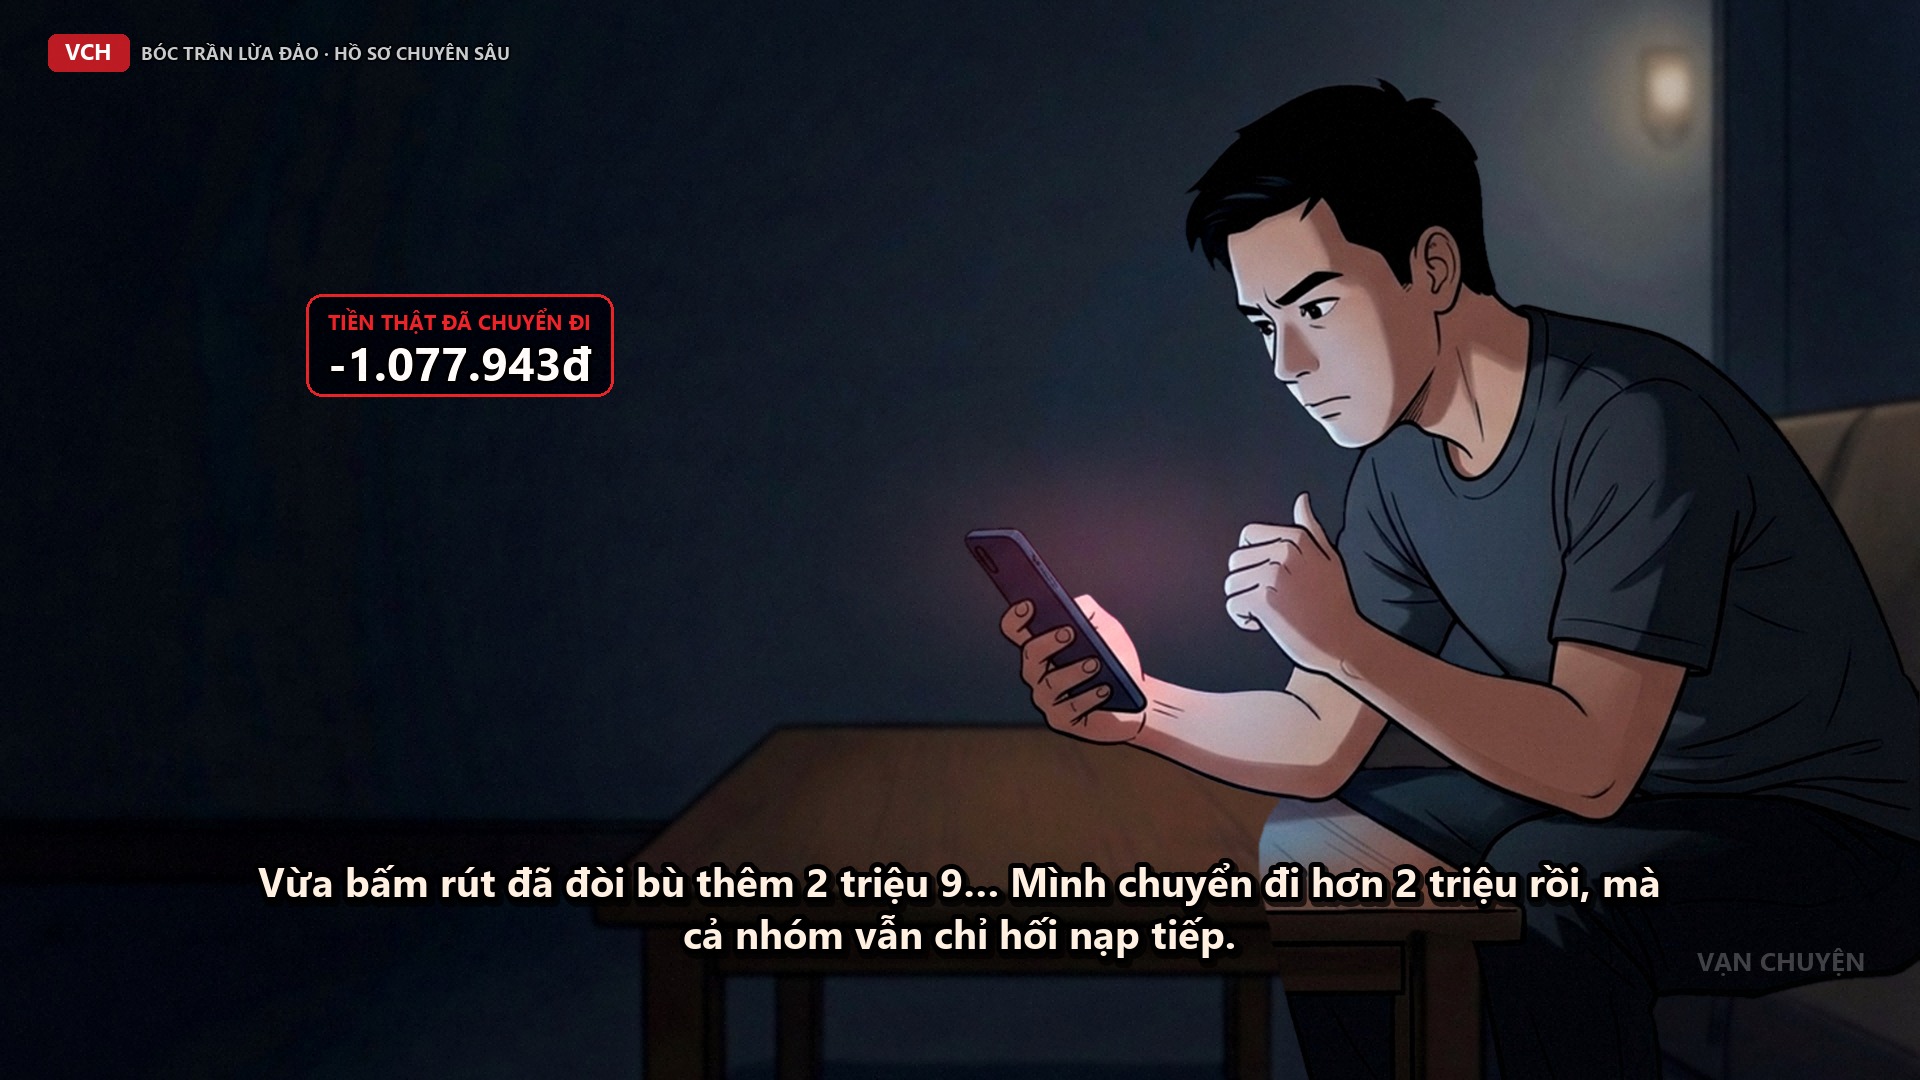 VCH BÓC TRẦN LỪA ĐẢO · HỒ SƠ CHUYÊN SÂU
TIỀN THẬT ĐÃ CHUYỂN ĐI
-1.077.943đ
Vừa bấm rút đã đòi bù thêm 2 triệu 9... Mình chuyển đi hơn 2 triệu rồi, mà
cả nhóm vẫn chỉ hối nạp tiếp.
VẠN CHUYỆN